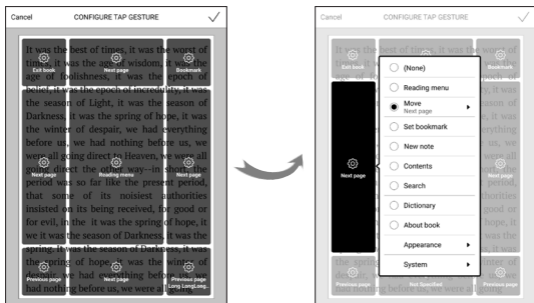 Cancel CONFIGURE TAP GESTURE
It was the best of times, it was the worst of
times, it was the age of wisdom, it was the
age of foolishness, it was the epoch of
belief, it was the epoch of incredulity, it was
the season of Light, it was the season of
Darkness, it was the spring of hope, it was
the winter of despair, we had everything
before us, we had nothing before us, we
were all going direct to Heaven, we were all
going direct the other way—in short, the
period was so far like the present period,
that some of its noisiest authorities
insisted on its being received, for good or
for evil, in the it was the spring of hope, it
we it was the season of Darkness, it was the
spring. It was the season of Darkness, it was
the spring of hope, it was the winter of
despair, we had everything before us, we
had nothing before us, we were all going
Exit book
Next page
Bookmark
Next page
Reading menu
Next page
Previous page
Next page
Previous page
Long LangLang..
Cancel CONFIGURE TAP GESTURE
Exit book
Bookmark
Next page
Next page
Previous page
Not Specified
Previous page
(None)
Reading menu
Move
Next page
Set bookmark
New note
Contents
Search
Dictionary
About book
Appearance
System